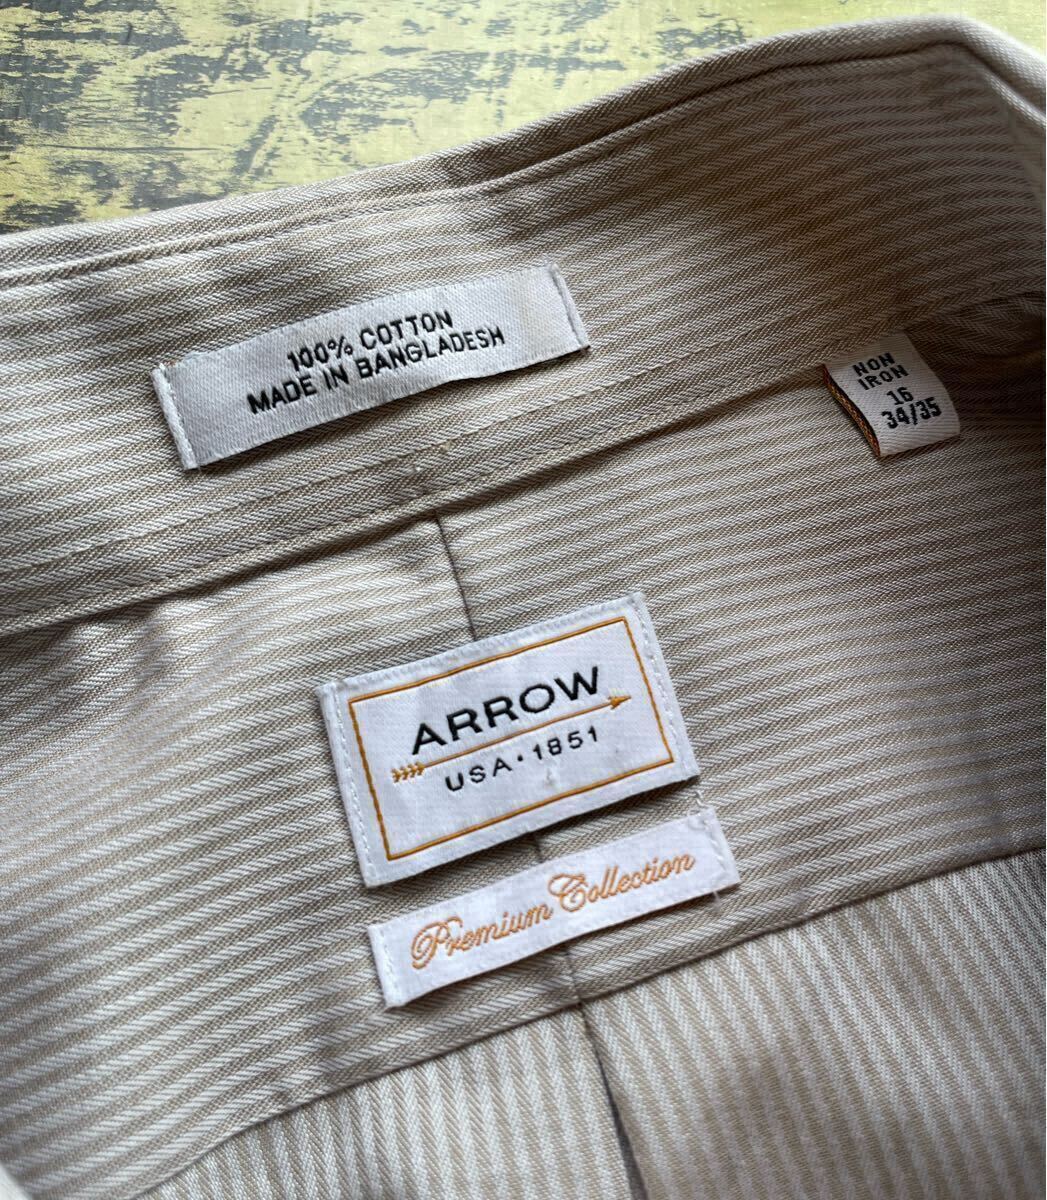 100% COTTON
MADE IN BANGLADESH
NON
IRON
16
34/35
ARROW
USA · 1851
Premium Collection